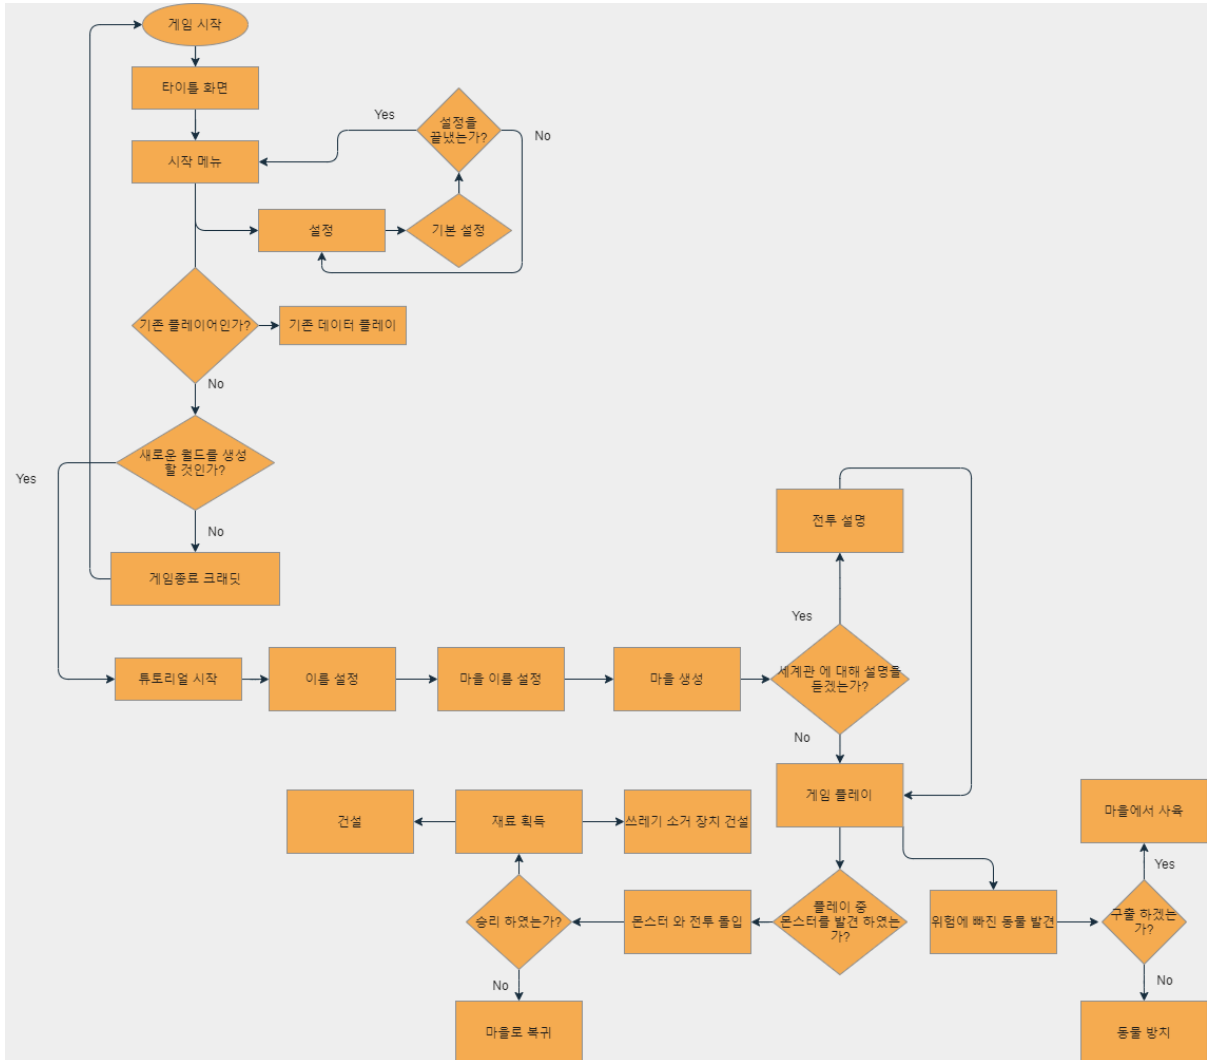 게임 시작
타이틀 화면
시작 메뉴
Yes
설정을
끝냈는가?
No
설정
기본 설정
기존 플레이어인가?
기존 데이터 플레이
No
새로운 월드를 생성
할 것인가?
Yes
No
게임종료 크래딧
전투 설명
Yes
튜토리얼 시작
이름 설정
마을 이름 설정
마을 생성
세계관 에 대해 설명을
듣겠는가?
No
게임 플레이
건설
재료 획득
쓰레기 소거 장치 건설
마을에서 사육
Yes
승리 하였는가?
몬스터 와 전투 돌입
플레이 중
몬스터를 발견 하였는
가?
위험에 빠진 동물 발견
구출 하겠는
가?
No
No
마을로 복귀
동물 방치